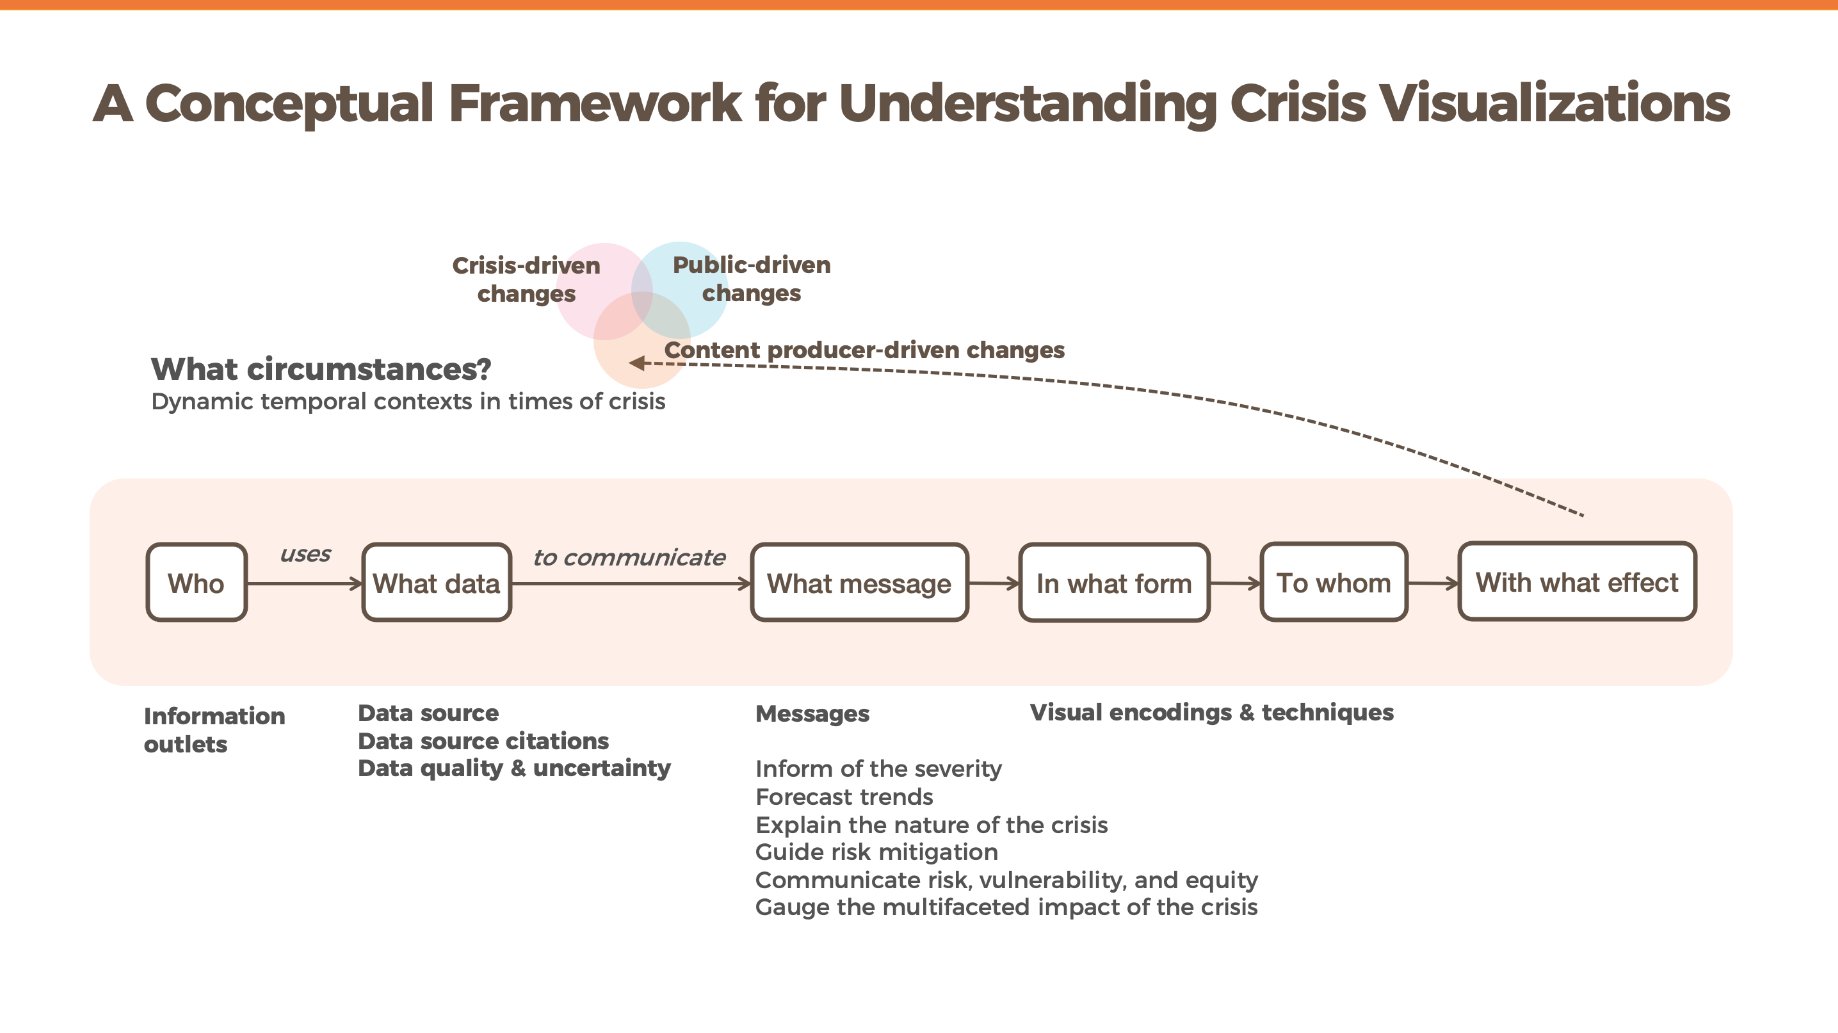 A Conceptual Framework for Understanding Crisis Visualizations
Crisis-driven
changes
Public-driven
changes
Content producer-driven changes
What circumstances?
Dynamic temporal contexts in times of crisis
Who
uses
What data
to communicate
What message
In what form
To whom
With what effect
Information
outlets
Data source
Data source citations
Data quality & uncertainty
Messages
Inform of the severity
Forecast trends
Explain the nature of the crisis
Guide risk mitigation
Communicate risk, vulnerability, and equity
Gauge the multifaceted impact of the crisis
Visual encodings & techniques